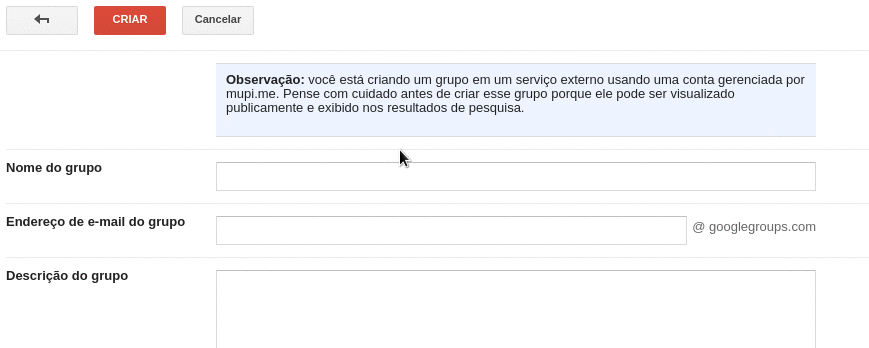 CRIAR Cancelar
Observação: você está criando um grupo em um serviço externo usando uma conta gerenciada por
mupi.me. Pense com cuidado antes de criar esse grupo porque ele pode ser visualizado
publicamente e exibido nos resultados de pesquisa.
Nome do grupo
Endereço de e-mail do grupo @ googlegroups.com
Descrição do grupo